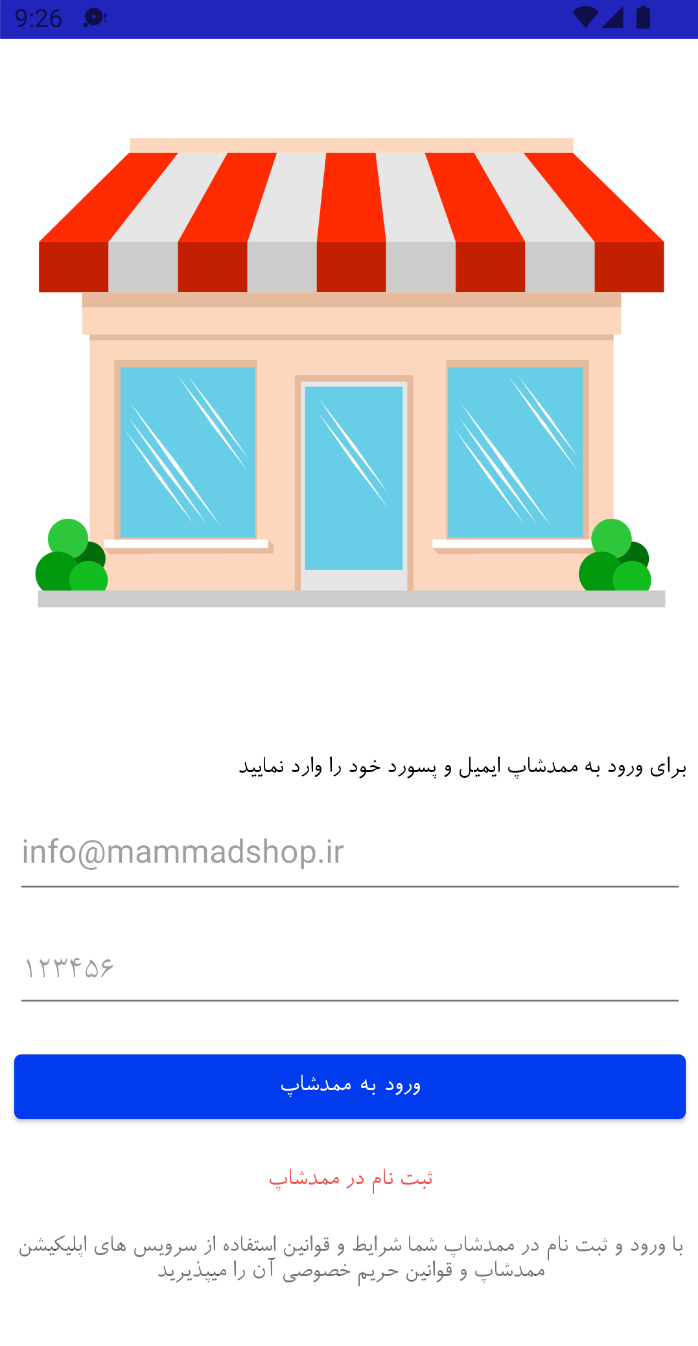 9:26
برای ورود به ممدشاپ ایمیل و پسورد خود را وارد نمایید
info@mammadshop.ir
۱۲۳۴۵۶
ورود به ممدشاپ
ثبت نام در ممدشاپ
با ورود و ثبت نام در ممدشاپ شما شرایط و قوانین استفاده از سرویس های اپلیکیشن
ممدشاپ و قوانین حریم خصوصی آن را میپذیرید